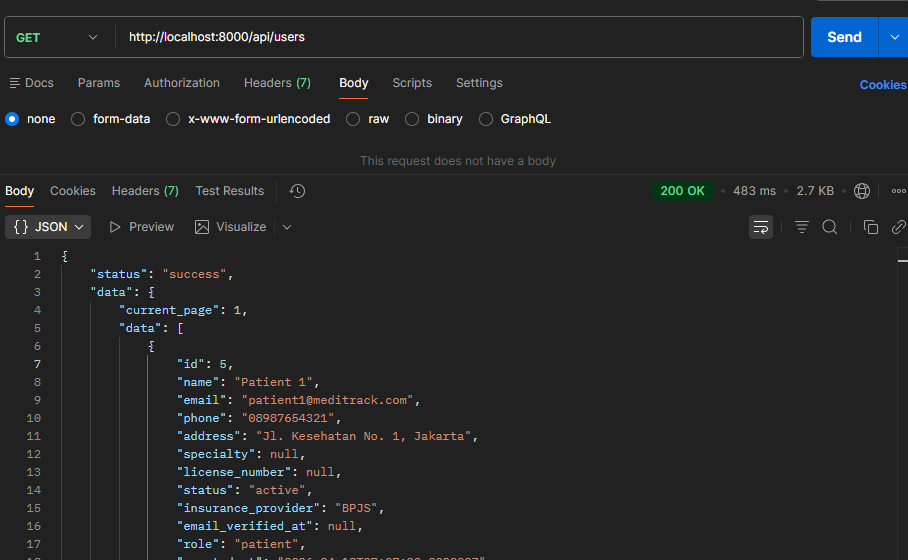 GET http://localhost:8000/api/users Send
Docs Params Authorization Headers (7) Body Scripts Settings Cookies
none form-data x-www-form-urlencoded raw binary GraphQL
This request does not have a body
Body Cookies Headers (7) Test Results 200 OK 483 ms 2.7 KB
{ } JSON Preview Visualize
1 {
2 "status": "success",
3 "data": {
4 "current_page": 1,
5 "data": [
6 {
7 "id": 5,
8 "name": "Patient 1",
9 "email": "patient1@meditrack.com",
10 "phone": "08987654321",
11 "address": "Jl. Kesehatan No. 1, Jakarta",
12 "specialty": null,
13 "license_number": null,
14 "status": "active",
15 "insurance_provider": "BPJS",
16 "email_verified_at": null,
17 "role": "patient",